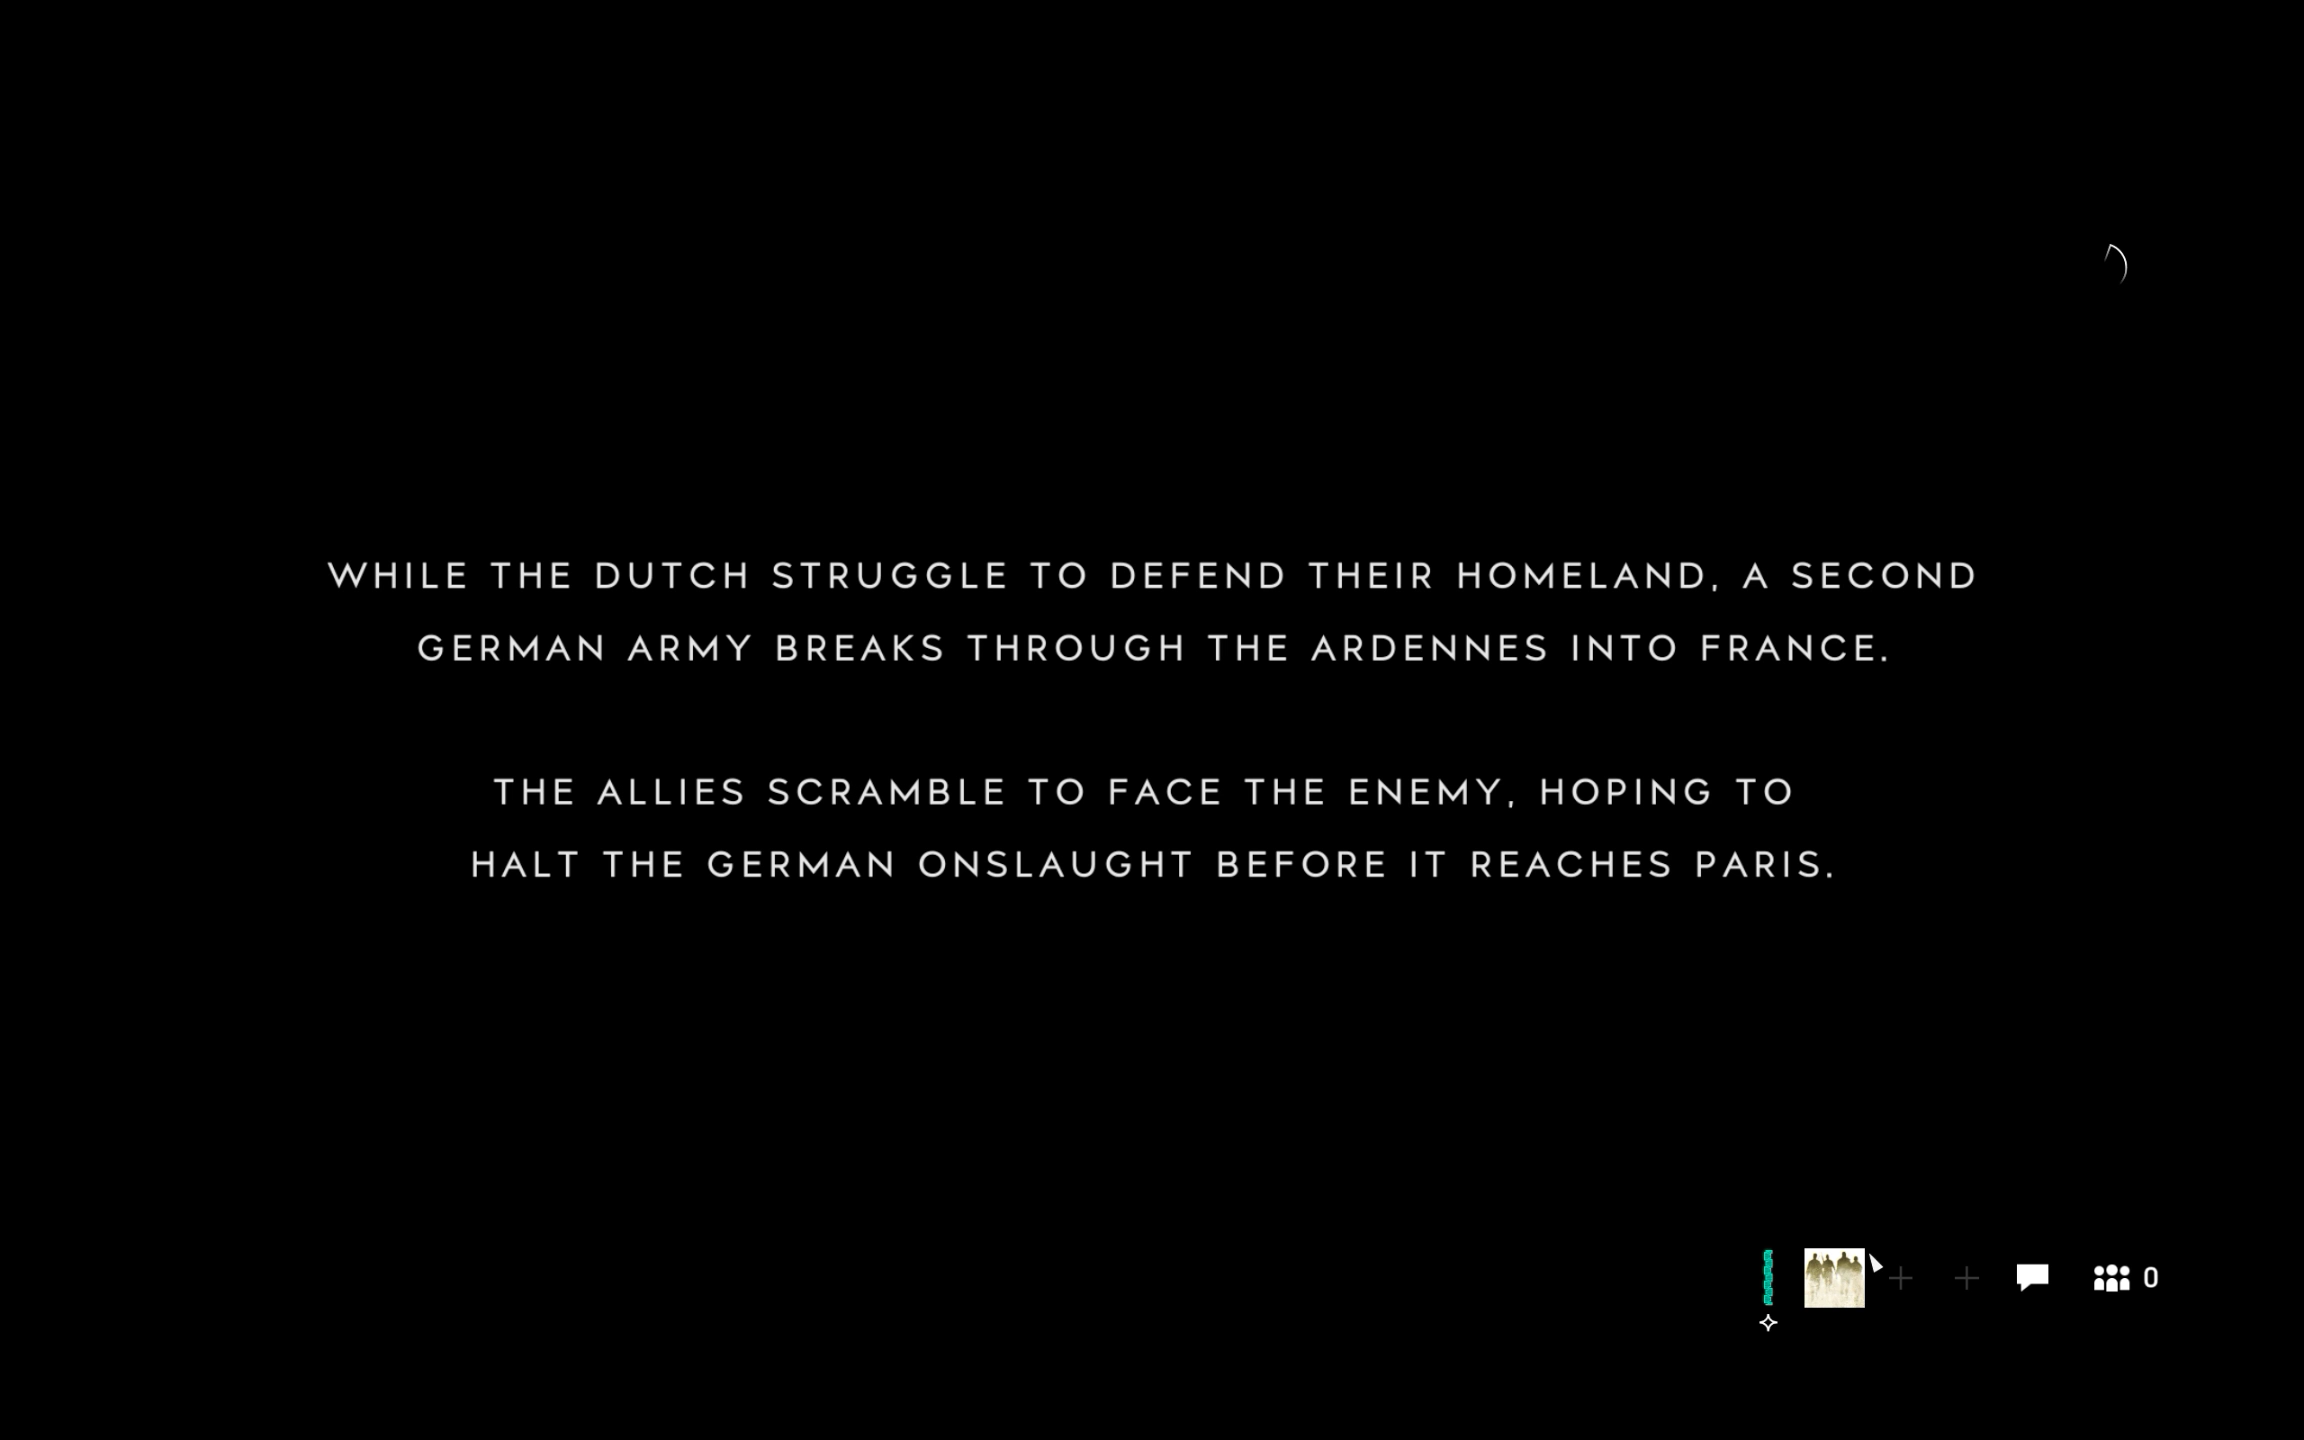 WHILE THE DUTCH STRUGGLE TO DEFEND THEIR HOMELAND, A SECOND
GERMAN ARMY BREAKS THROUGH THE ARDENNES INTO FRANCE.
THE ALLIES SCRAMBLE TO FACE THE ENEMY, HOPING TO
HALT THE GERMAN ONSLAUGHT BEFORE IT REACHES PARIS.
0